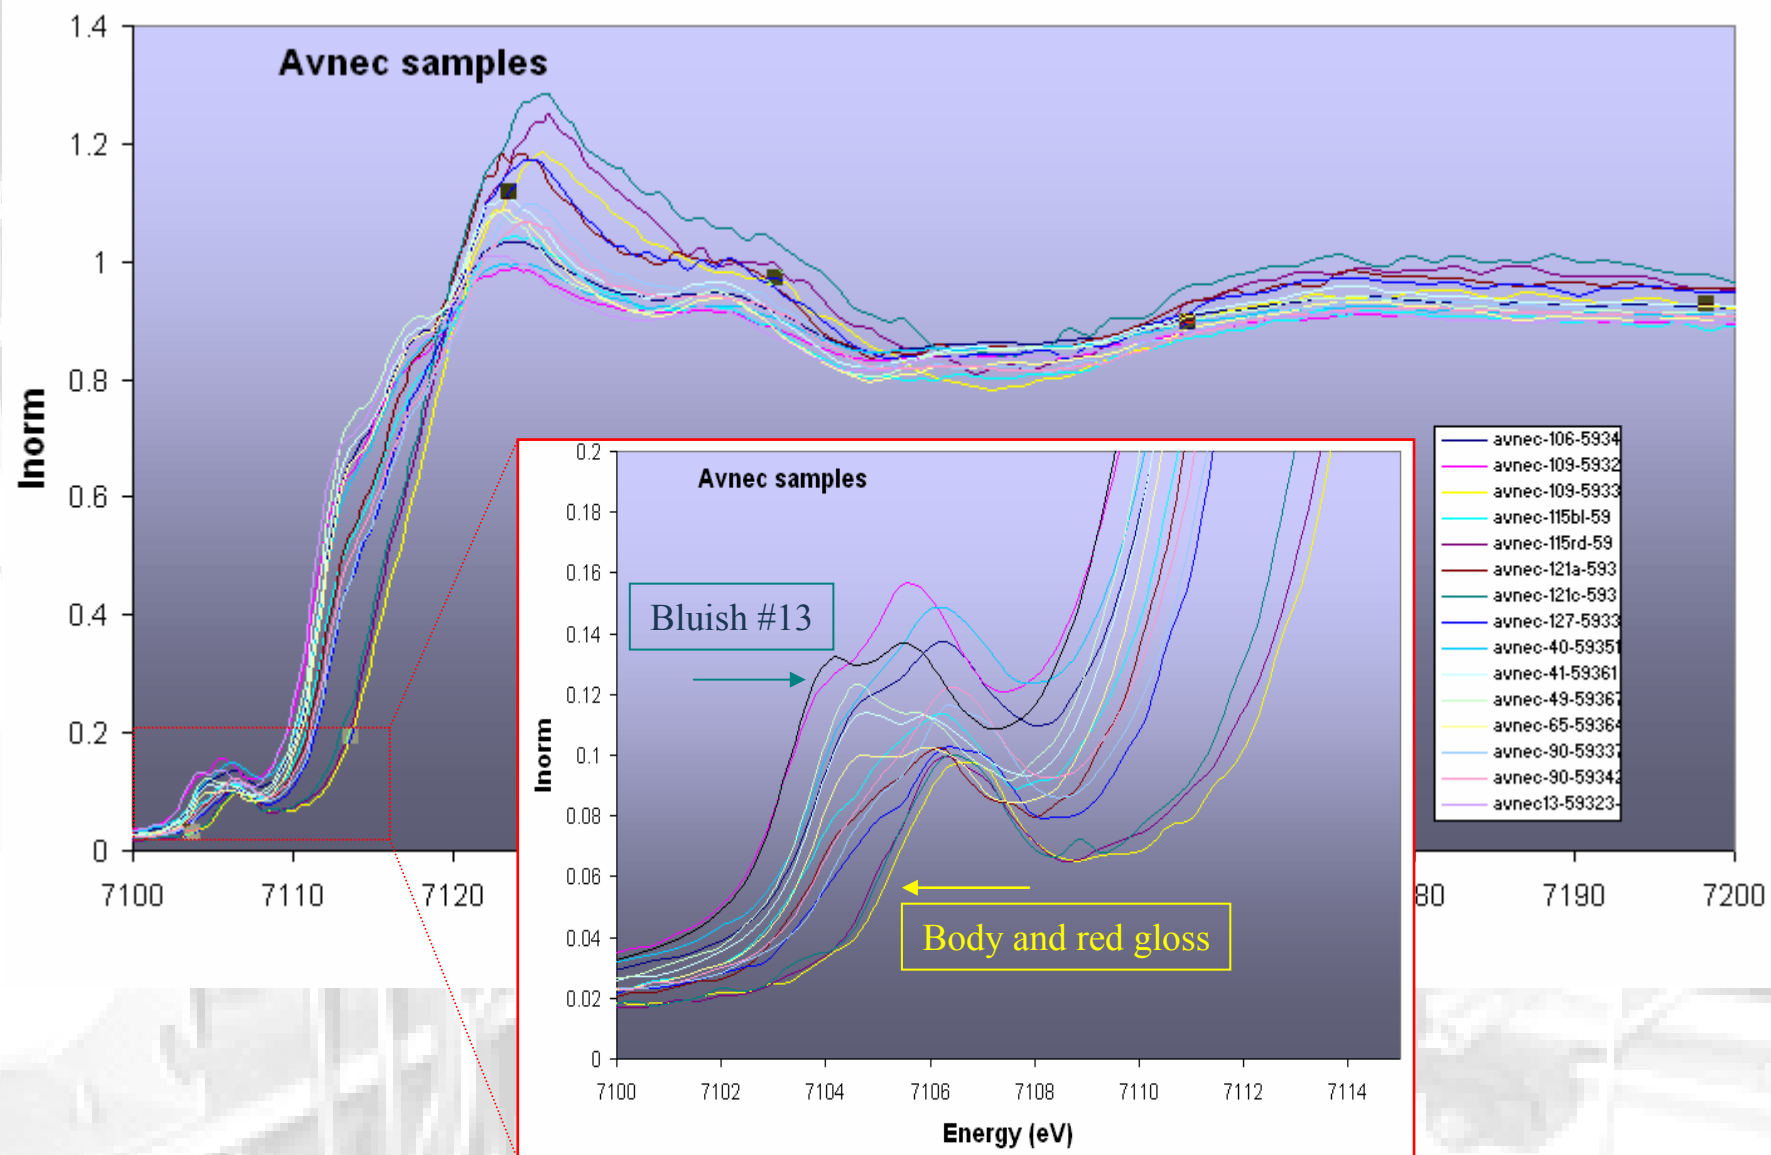 Avnec samples
Inorm
1.4
1.2
1
0.8
0.6
0.4
0.2
0
7100
7110
7120
80
7190
7200
avnec-106-5934
avnec-109-5932
avnec-109-5933
avnec-115bl-59
avnec-115rd-59
avnec-121a-593
avnec-121c-593
avnec-127-5933
avnec-40-59351
avnec-41-59361
avnec-49-59367
avnec-65-59364
avnec-90-59337
avnec-90-59342
avnec13-59323-
Avnec samples
Inorm
0.2
0.18
0.16
0.14
0.12
0.1
0.08
0.06
0.04
0.02
0
Bluish #13
Body and red gloss
7100
7102
7104
7106
7108
7110
7112
7114
Energy (eV)